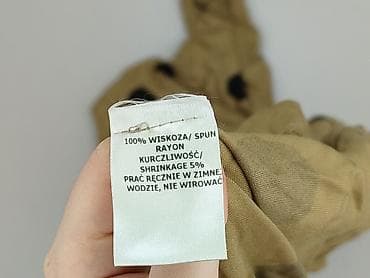 100% WISKOZA/ SPUN
RAYON
KURCZLIWOŚĆ/
SHRINKAGE 5%
PRAĆ RĘCZNIE W ZIMNEJ
WODZIE, NIE WIROWAĆ